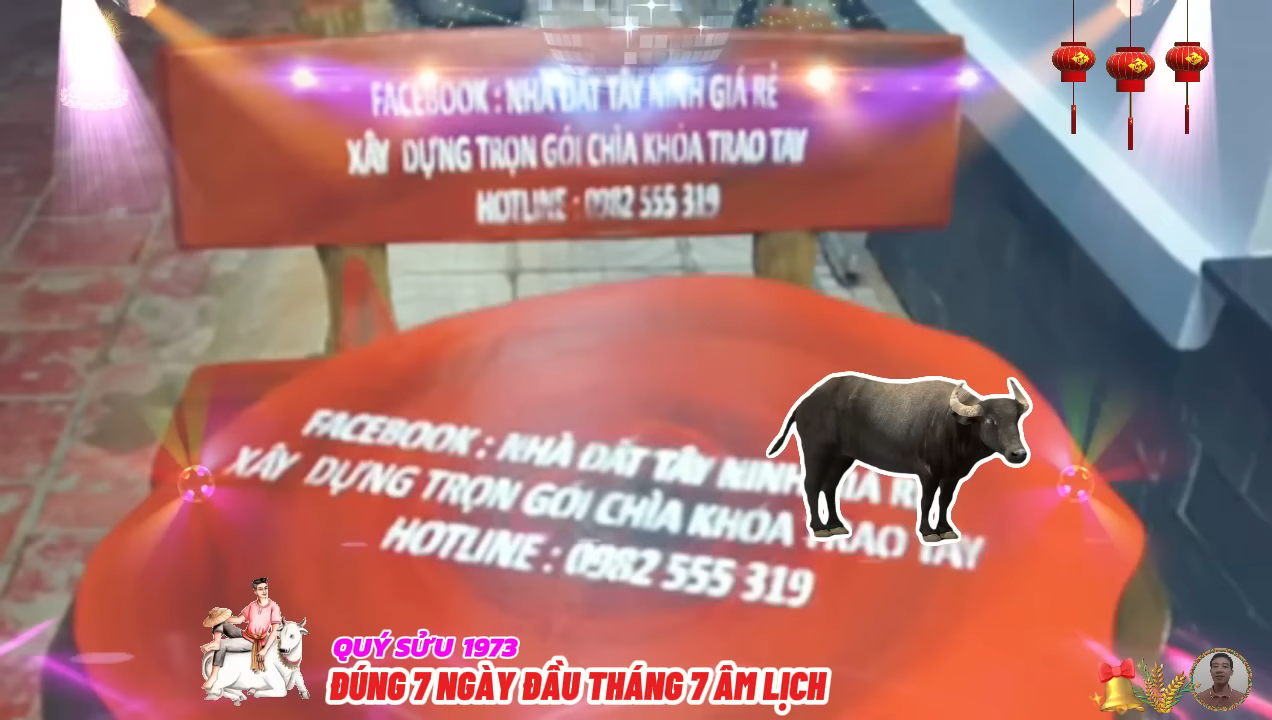 FACEBOOK : NHÀ ĐẤT TÂY NINH GIÁ RẺ
XÂY DỰNG TRỌN GÓI CHÌA KHÓA TRAO TAY
HOTLINE : 0982 555 319
FACEBOOK : NHÀ ĐẤT TÂY NINH
XÂY DỰNG TRỌN GÓI CHÌA KHÓA TRAO TAY
HOTLINE : 0982 555 319
QUÝ SỬU 1973
ĐÚNG 7 NGÀY ĐẦU THÁNG 7 ÂM LỊCH